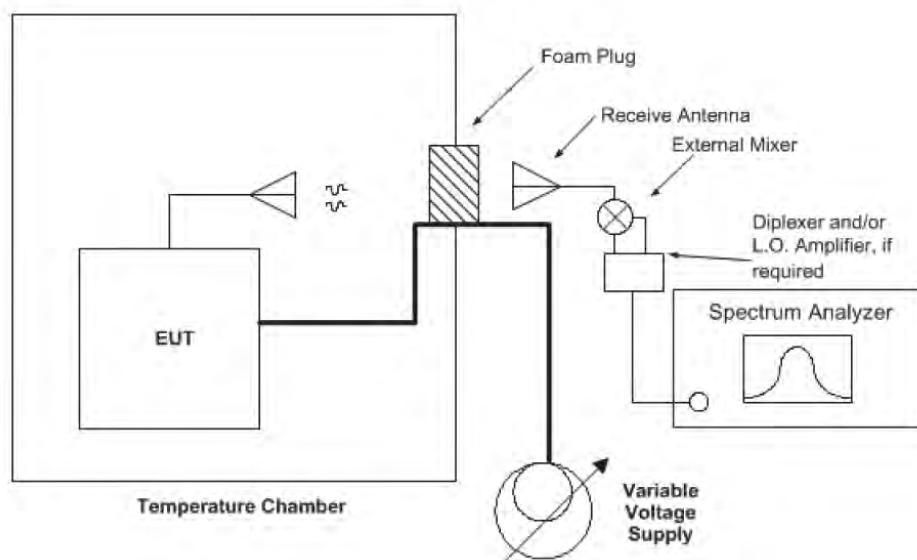 Foam Plug
Receive Antenna
External Mixer
Diplexer and/or
L.O. Amplifier, if
required
Spectrum Analyzer
EUT
Temperature Chamber
Variable
Voltage
Supply